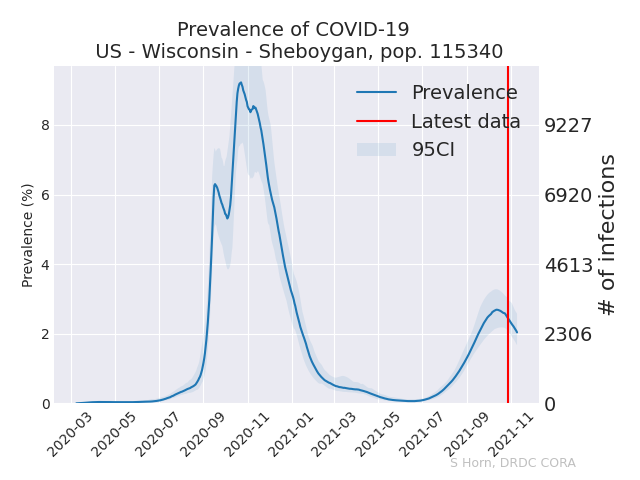 Prevalence of COVID-19
US - Wisconsin - Sheboygan, pop. 115340
Prevalence
Latest data
95CI
Prevalence (%)
8
6
4
2
0
9227
6920
4613
2306
0
# of infections
2020-03
2020-05
2020-07
2020-09
2020-11
2021-01
2021-03
2021-05
2021-07
2021-09
2021-11
S Horn, DRDC CORA